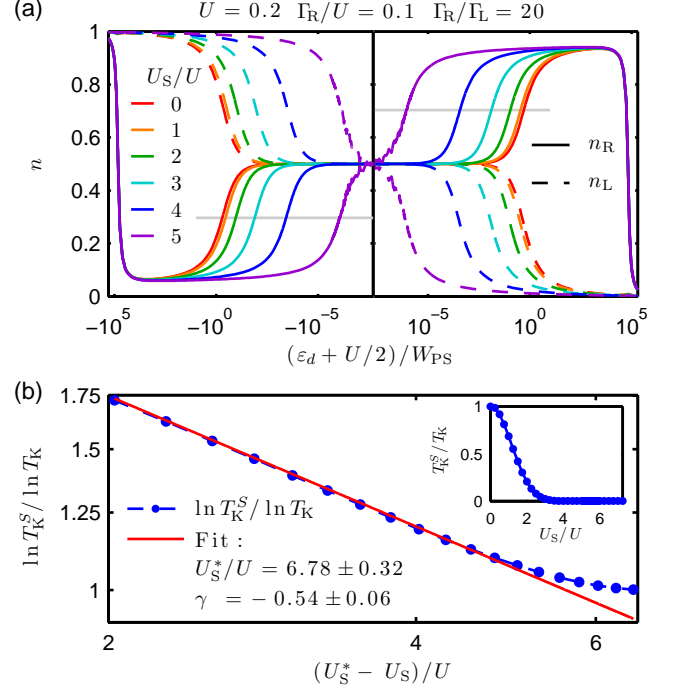 (a)
U = 0.2 Γ_R/U = 0.1 Γ_R/Γ_L = 20
1
0.8
0.6
0.4
0.2
0
n
U_S/U
0
1
2
3
4
5
n_R
n_L
−10^5 −10^0 −10^−5 10^−5 10^0 10^5
(ε_d + U/2)/W_PS
(b)
1.75
1.5
1.25
1
ln T_K^S / ln T_K
ln T_K^S / ln T_K
Fit :
U_S^*/U = 6.78 ± 0.32
γ = − 0.54 ± 0.06
1
0.5
0
T_K^S/T_K
0 2 4 6
U_S/U
2 4 6
(U_S^* − U_S)/U